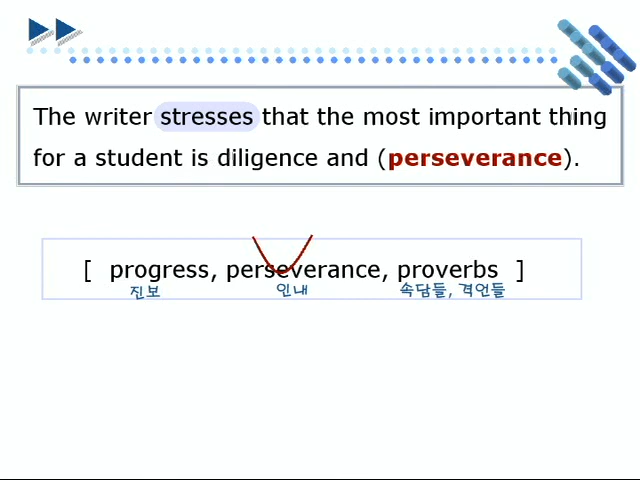 The writer stresses that the most important thing
for a student is diligence and (perseverance).
[ progress, perseverance, proverbs ]
진보 인내 속담들, 격언들